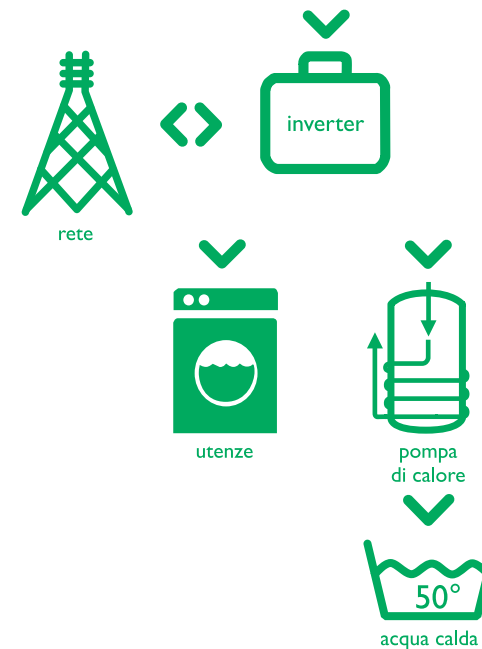 inverter
rete
utenze
pompa
di calore
50°
acqua calda